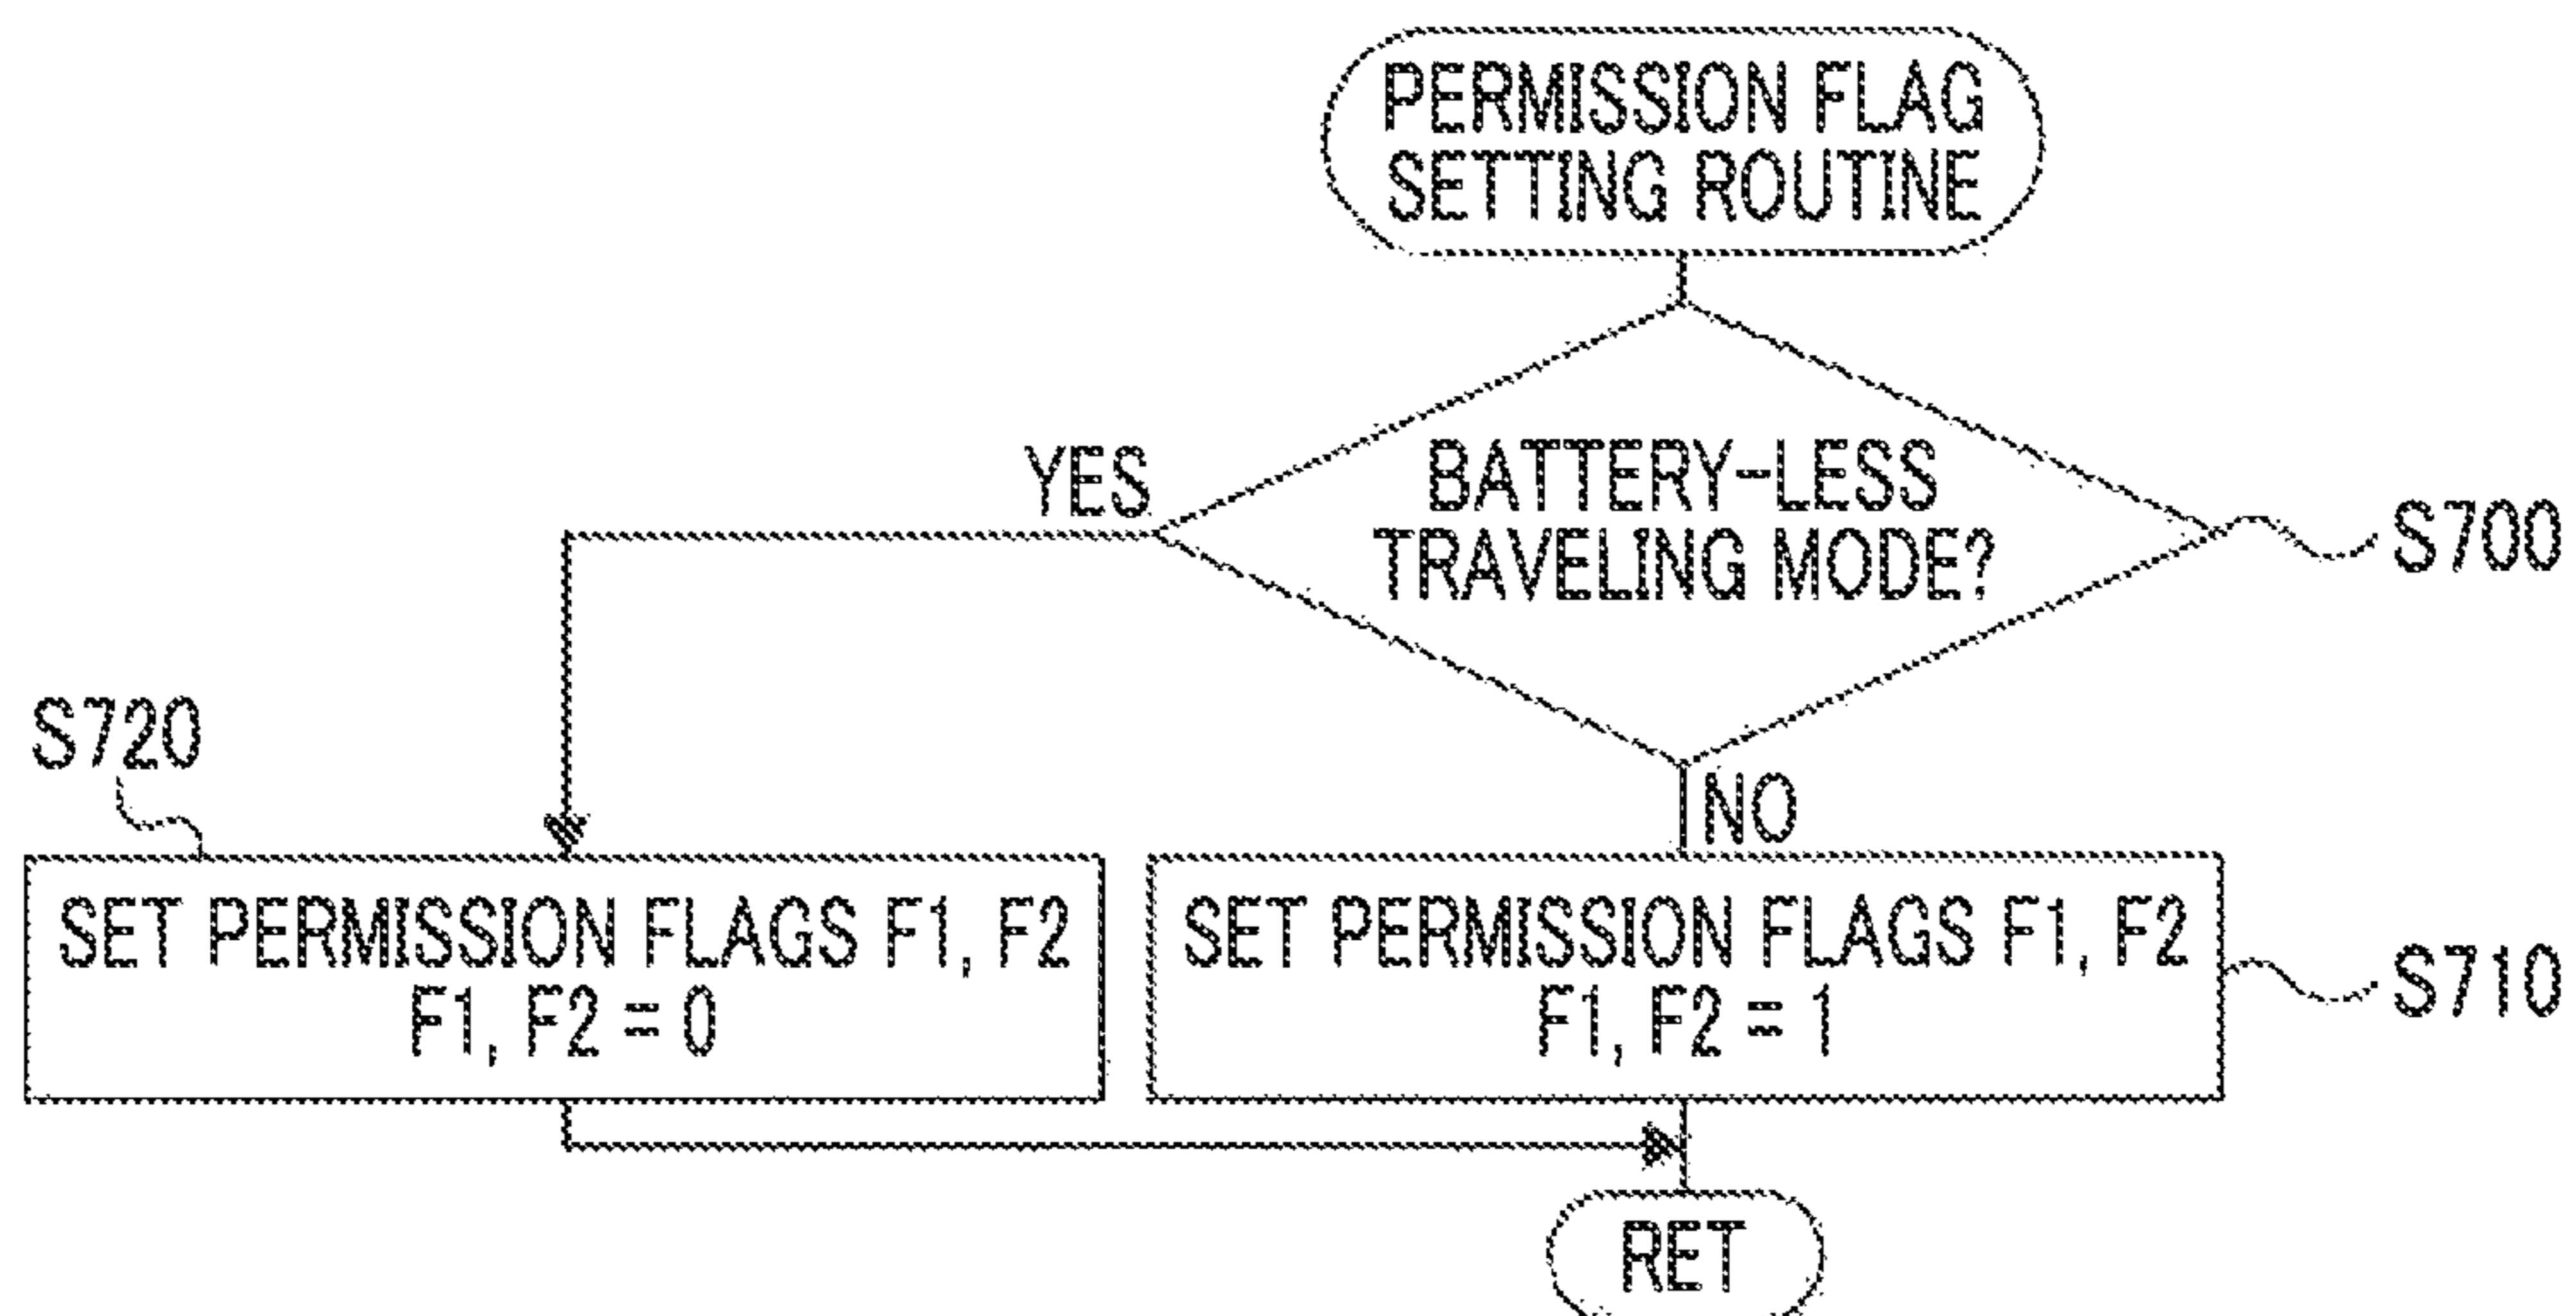 PERMISSION FLAG
SETTING ROUTINE
YES
BATTERY-LESS
TRAVELING MODE?
S700
S720
NO
SET PERMISSION FLAGS F1, F2
F1, F2 = 0
SET PERMISSION FLAGS F1, F2
F1, F2 = 1
S710
RET